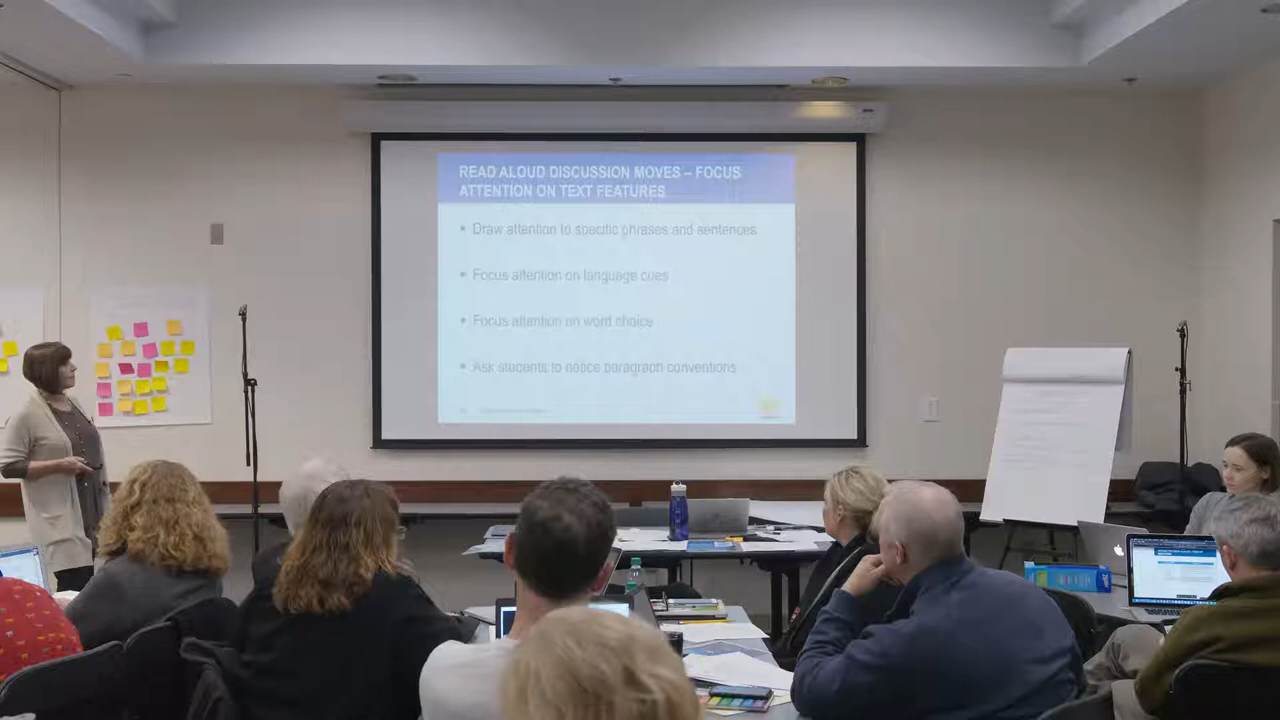 READ ALOUD DISCUSSION MOVES – FOCUS
ATTENTION ON TEXT FEATURES
• Draw attention to specific phrases and sentences
• Focus attention on language cues
• Focus attention on word choice
• Ask students to notice paragraph conventions